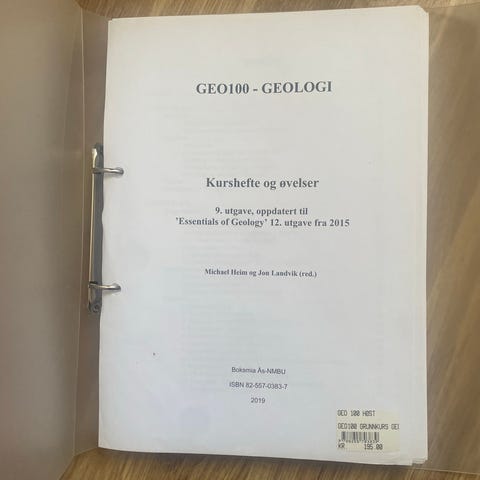 GEO100 - GEOLOGI
Kurshefte og øvelser
9. utgave, oppdatert til
’Essentials of Geology’ 12. utgave fra 2015
Michael Heim og Jon Landvik (red.)
Boksmia Ås-NMBU
ISBN 82-557-0383-7
2019
GEO 100 HØST
GEO100 GRUNNKURS GEI
KR. 195.00